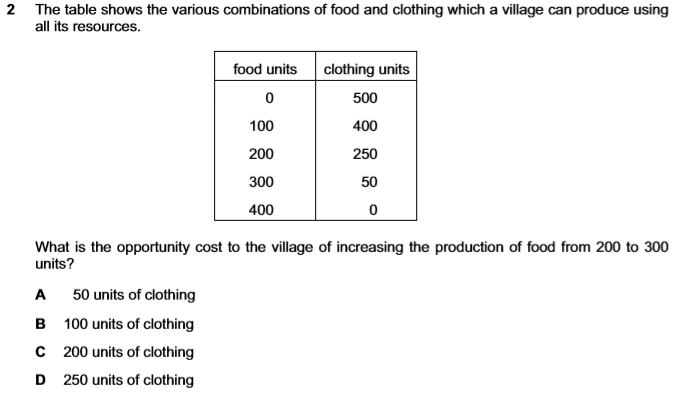 2 The table shows the various combinations of food and clothing which a village can produce using
all its resources.
food units clothing units
0 500
100 400
200 250
300 50
400 0
What is the opportunity cost to the village of increasing the production of food from 200 to 300
units?
A 50 units of clothing
B 100 units of clothing
C 200 units of clothing
D 250 units of clothing